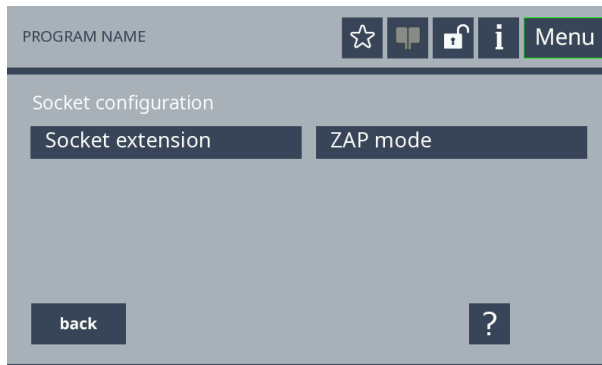 PROGRAM NAME
i
Menu
Socket configuration
Socket extension
ZAP mode
back
?